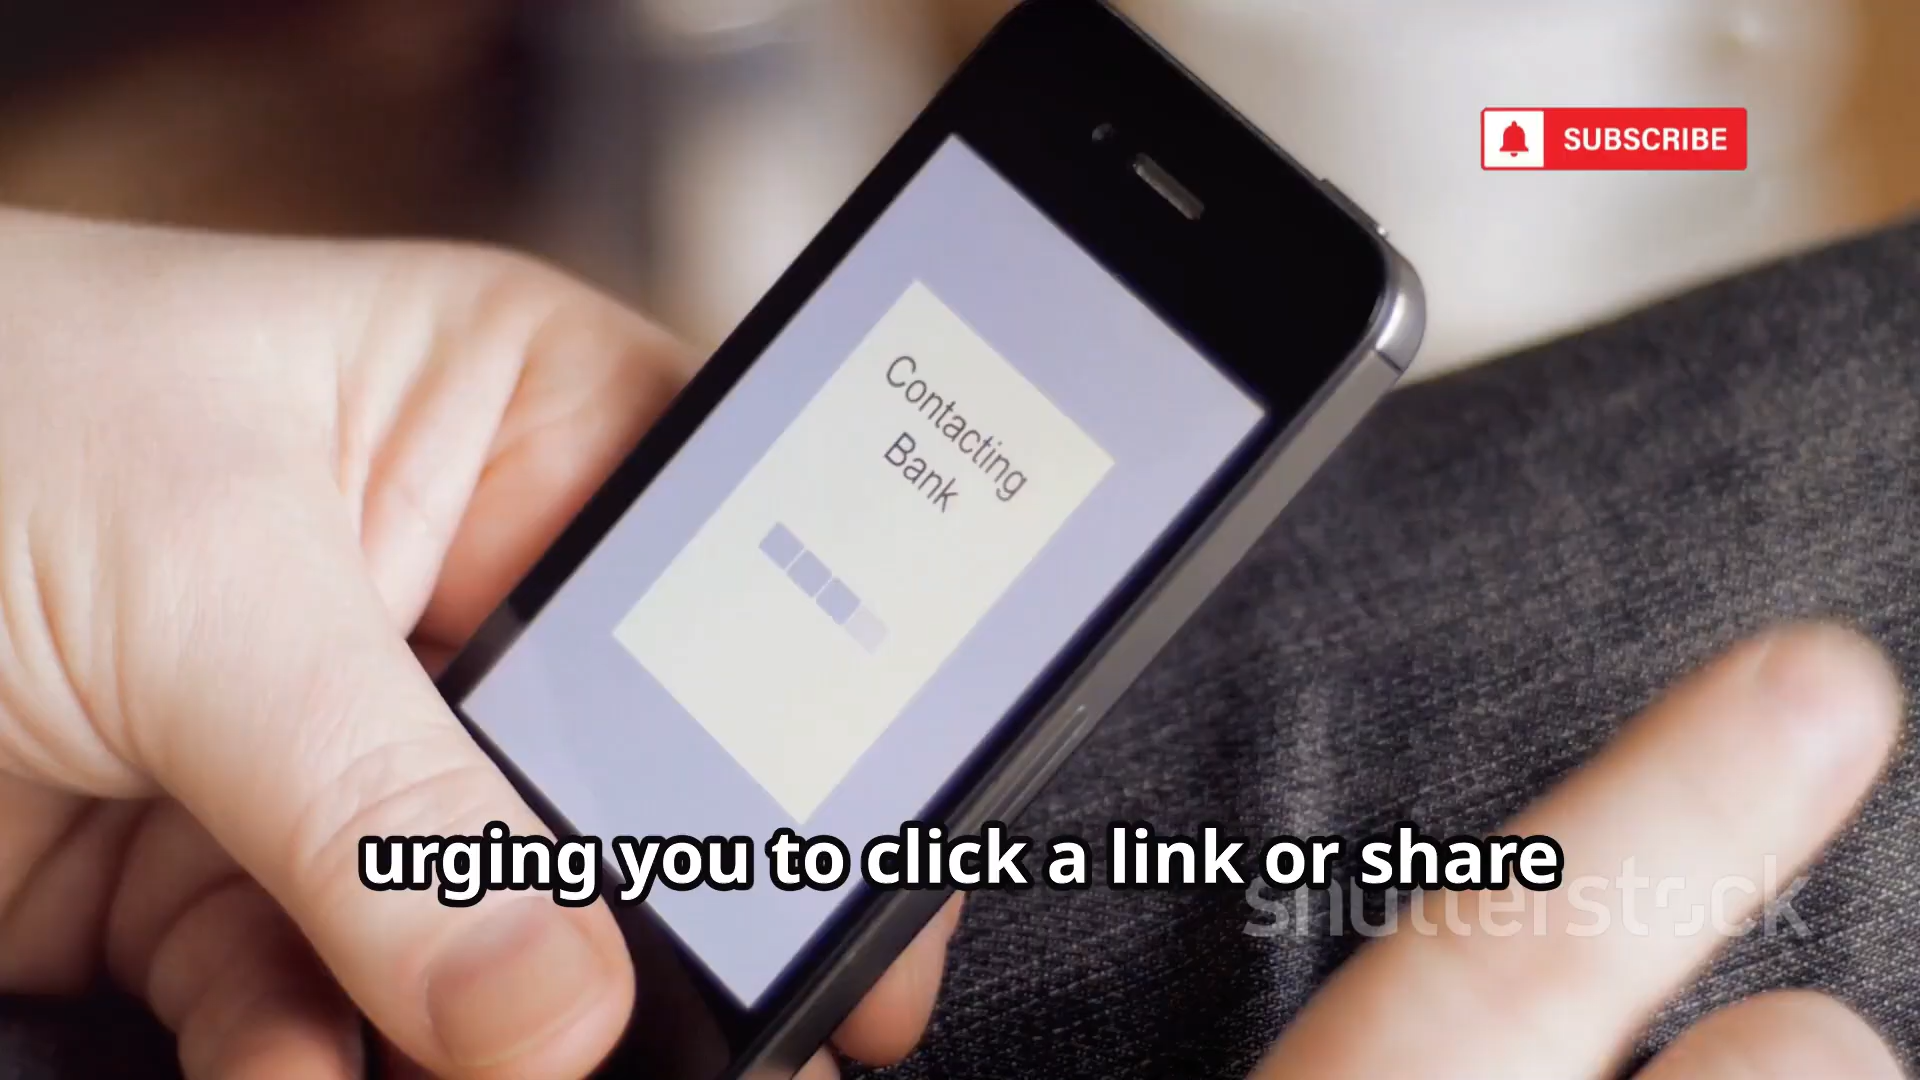 SUBSCRIBE
Contacting
Bank
urging you to click a link or share
shutterstock